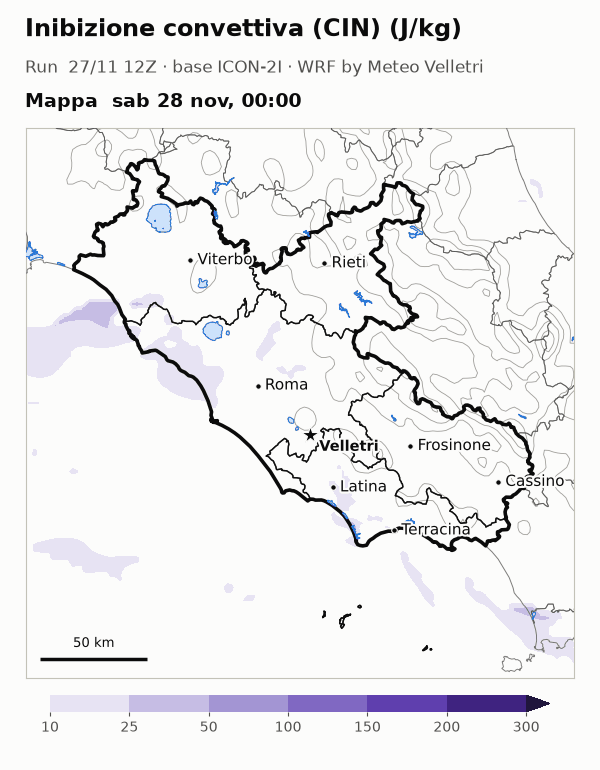 Inibizione convettiva (CIN) (J/kg)
Run  27/11 12Z · base ICON-2I · WRF by Meteo Velletri
Mappa  sab 28 nov, 00:00
Viterbo
Rieti
Roma
Velletri
Frosinone
Cassino
Latina
Terracina
50 km
10 25 50 100 150 200 300